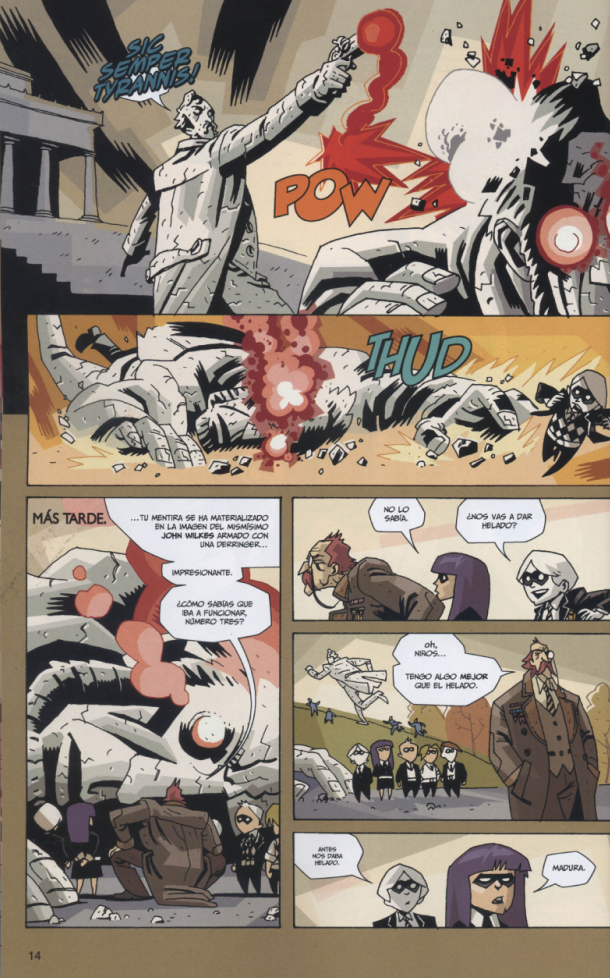 SIC
SEMPER
TYRANNIS!
POW
THUD
MÁS TARDE.
...TU MENTIRA SE HA MATERIALIZADO
EN LA IMAGEN DEL MISMÍSIMO
JOHN WILKES ARMADO CON
UNA DERRINGER...
IMPRESIONANTE.
¿CÓMO SABÍAS QUE
IBA A FUNCIONAR,
NÚMERO TRES?
NO LO
SABÍA.
¿NOS VAS A DAR
HELADO?
Oh,
NIÑOS...
TENGO ALGO MEJOR
QUE EL HELADO.
ANTES
NOS DABA
HELADO.
MADURA.
14